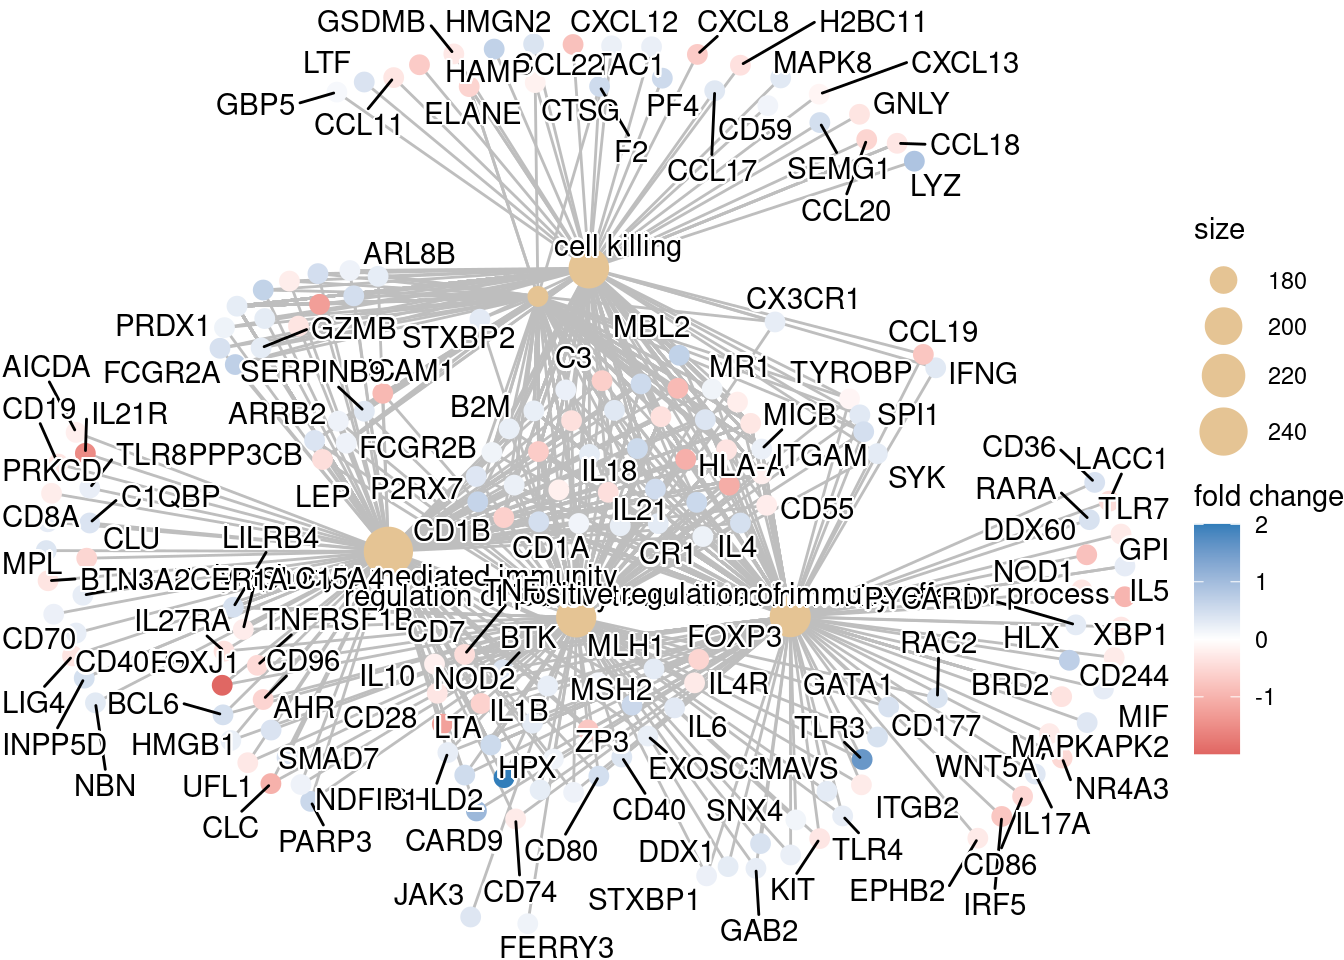 GSDMB HMGN2 CXCL12 CXCL8 H2BC11
LTF HAMP CCL22 TAC1 MAPK8 CXCL13
GBP5 CCL11 ELANE CTSG PF4 CD59 GNLY
F2 CCL17 SEMG1 CCL18
LYZ
CCL20
cell killing
ARL8B
CX3CR1
PRDX1 GZMB STXBP2 MBL2 CCL19
AICDA FCGR2A SERPINB9 ICAM1 C3 MR1 TYROBP IFNG
CD19 IL21R ARRB2 B2M MICB SPI1
PRKCD TLR8 PPP3CB FCGR2B IL18 HLA-A ITGAM SYK CD36 LACC1
C1QBP LEP P2RX7 IL21 CD55 RARA TLR7
CD8A CLU LILRB4 CD1B CD1A CR1 IL4 DDX60 GPI
MPL BTN3A2 SLC15A4 mediated immunity NOD1
regulation of positive regulation of immune effector process IL5
TNF PYCARD
IL27RA TNFRSF1B CD7 BTK MLH1 FOXP3 RAC2 HLX XBP1
CD70 CD40 FOXJ1 CD96 IL10 NOD2 MSH2 IL4R GATA1 BRD2 CD244
LIG4 BCL6 AHR CD28 IL1B IL6 TLR3 CD177 MIF
INPP5D HMGB1 SMAD7 LTA ZP3 MAPKAPK2
NBN UFL1 NDFIP1 HPX EXOSC3 MAVS WNT5A NR4A3
CLC PARP3 CARD9 CD80 CD40 SNX4 ITGB2 IL17A
DDX1 TLR4 CD86
JAK3 CD74 STXBP1 KIT EPHB2 IRF5
FERRY3 GAB2
size
180
200
220
240
fold change
2
1
0
-1